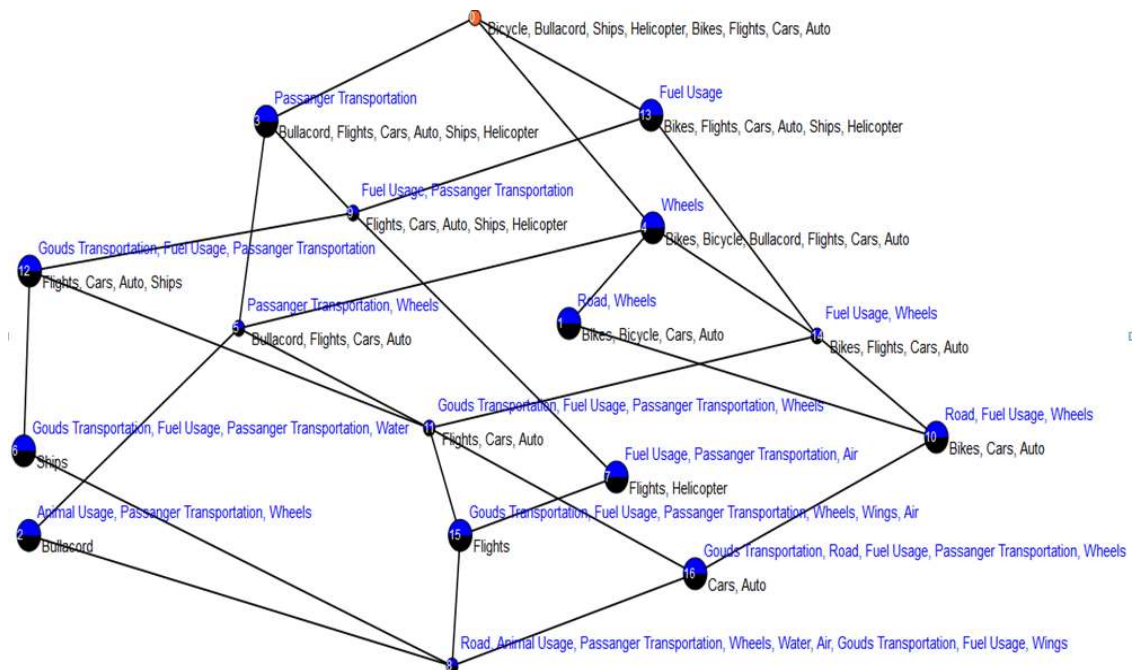 0
Bicycle, Bullacord, Ships, Helicopter, Bikes, Flights, Cars, Auto
Passanger Transportation
3
Bullacord, Flights, Cars, Auto, Ships, Helicopter
Fuel Usage
13
Bikes, Flights, Cars, Auto, Ships, Helicopter
Fuel Usage, Passanger Transportation
9
Flights, Cars, Auto, Ships, Helicopter
Wheels
4
Bikes, Bicycle, Bullacord, Flights, Cars, Auto
Gouds Transportation, Fuel Usage, Passanger Transportation
12
Flights, Cars, Auto, Ships
Passanger Transportation, Wheels
5
Bullacord, Flights, Cars, Auto
Road, Wheels
1
Bikes, Bicycle, Cars, Auto
Fuel Usage, Wheels
14
Bikes, Flights, Cars, Auto
Gouds Transportation, Fuel Usage, Passanger Transportation, Wheels
11
Flights, Cars, Auto
Road, Fuel Usage, Wheels
10
Bikes, Cars, Auto
Gouds Transportation, Fuel Usage, Passanger Transportation, Water
6
Ships
Fuel Usage, Passanger Transportation, Air
7
Flights, Helicopter
Animal Usage, Passanger Transportation, Wheels
2
Bullacord
Gouds Transportation, Fuel Usage, Passanger Transportation, Wheels, Wings, Air
15
Flights
Gouds Transportation, Road, Fuel Usage, Passanger Transportation, Wheels
16
Cars, Auto
Road, Animal Usage, Passanger Transportation, Wheels, Water, Air, Gouds Transportation, Fuel Usage, Wings
8